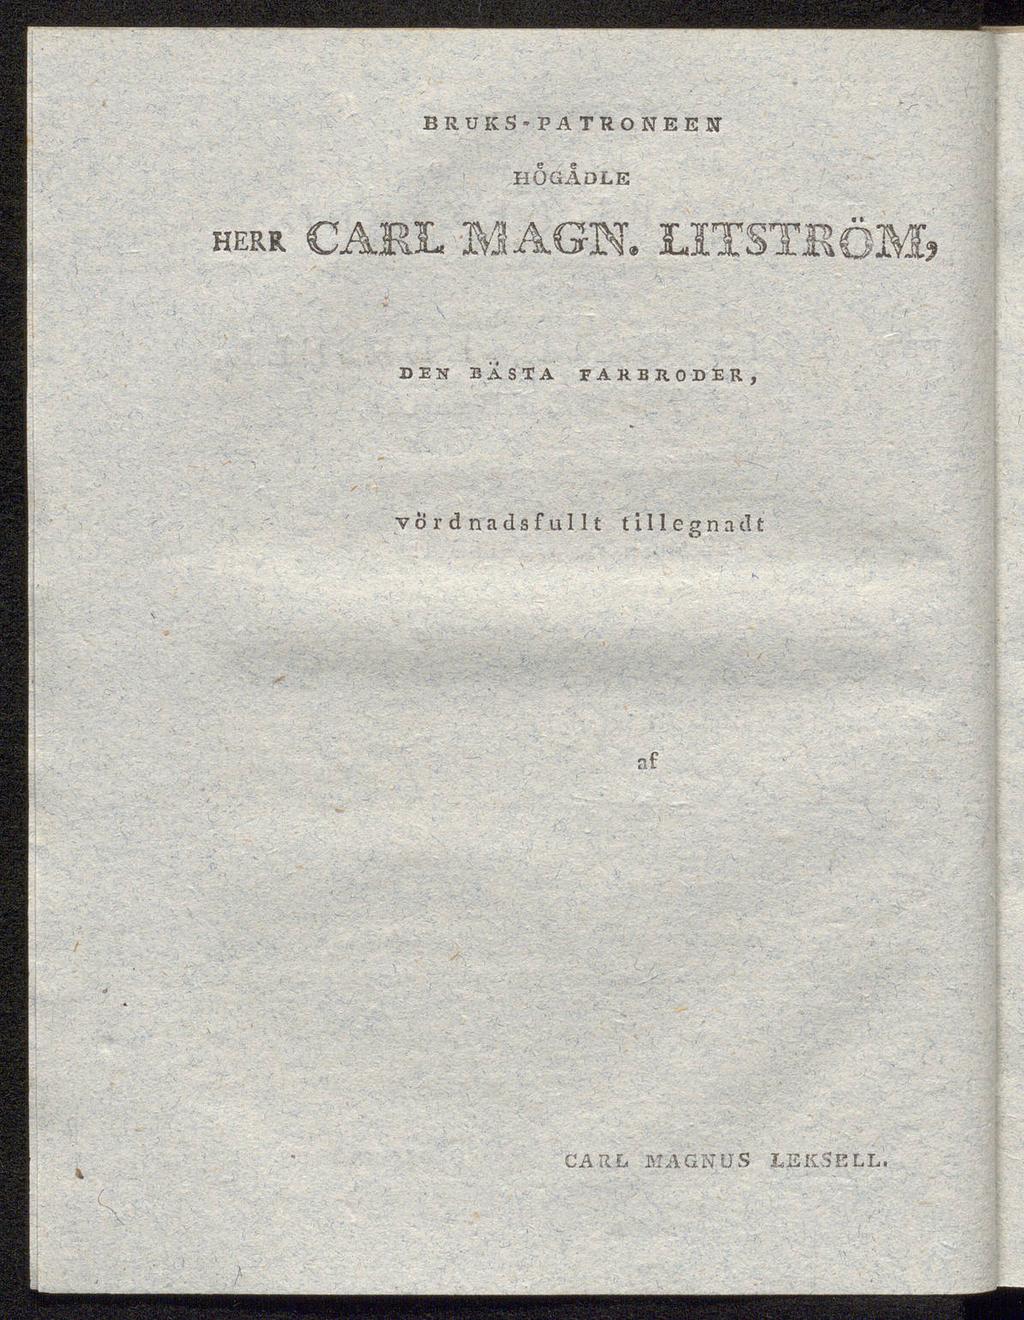 BRUKS-PATRONEEN
HÖGÅDLE
HERR CARL MAGN. LITSTRÖM,
DEN BÄSTA FARBRODER,
vördnadsfullt tillegnadt
af
CARL MAGNUS LEKSELL.